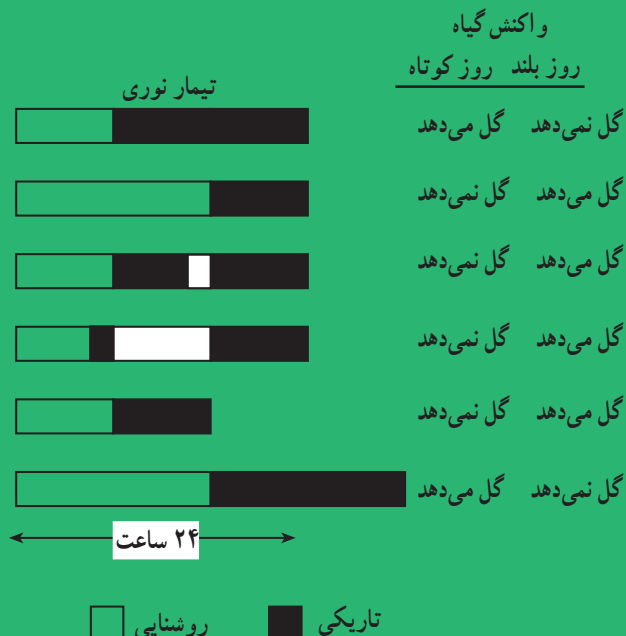 واکنش گیاه
روز بلند روز کوتاه
تیمار نوری
گل نمی‌دهد گل می‌دهد
گل می‌دهد گل نمی‌دهد
گل می‌دهد گل نمی‌دهد
گل می‌دهد گل نمی‌دهد
گل می‌دهد گل نمی‌دهد
گل نمی‌دهد گل می‌دهد
۲۴ ساعت
تاریکی روشنایی